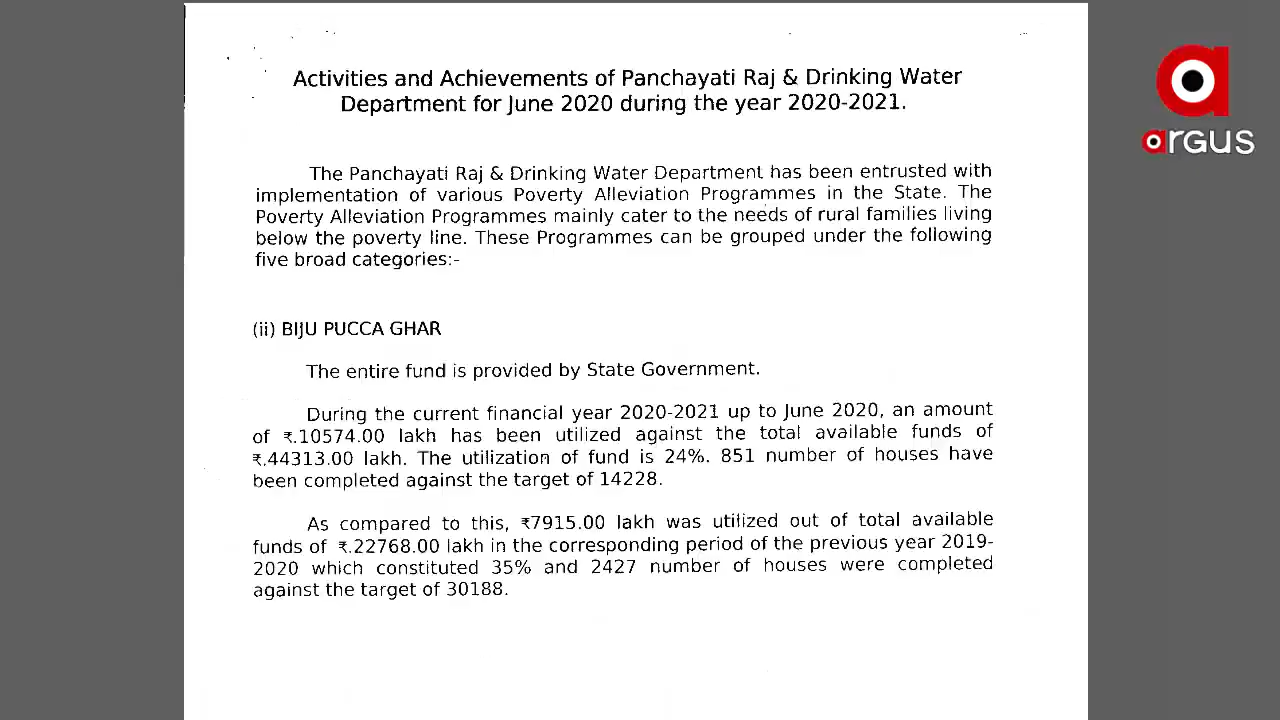 Activities and Achievements of Panchayati Raj & Drinking Water
Department for June 2020 during the year 2020-2021.
The Panchayati Raj & Drinking Water Department has been entrusted with
implementation of various Poverty Alleviation Programmes in the State. The
Poverty Alleviation Programmes mainly cater to the needs of rural families living
below the poverty line. These Programmes can be grouped under the following
five broad categories:-
(ii) BIJU PUCCA GHAR
The entire fund is provided by State Government.
During the current financial year 2020-2021 up to June 2020, an amount
of ₹.10574.00 lakh has been utilized against the total available funds of
₹.44313.00 lakh. The utilization of fund is 24%. 851 number of houses have
been completed against the target of 14228.
As compared to this, ₹7915.00 lakh was utilized out of total available
funds of ₹.22768.00 lakh in the corresponding period of the previous year 2019-
2020 which constituted 35% and 2427 number of houses were completed
against the target of 30188.
a
argus